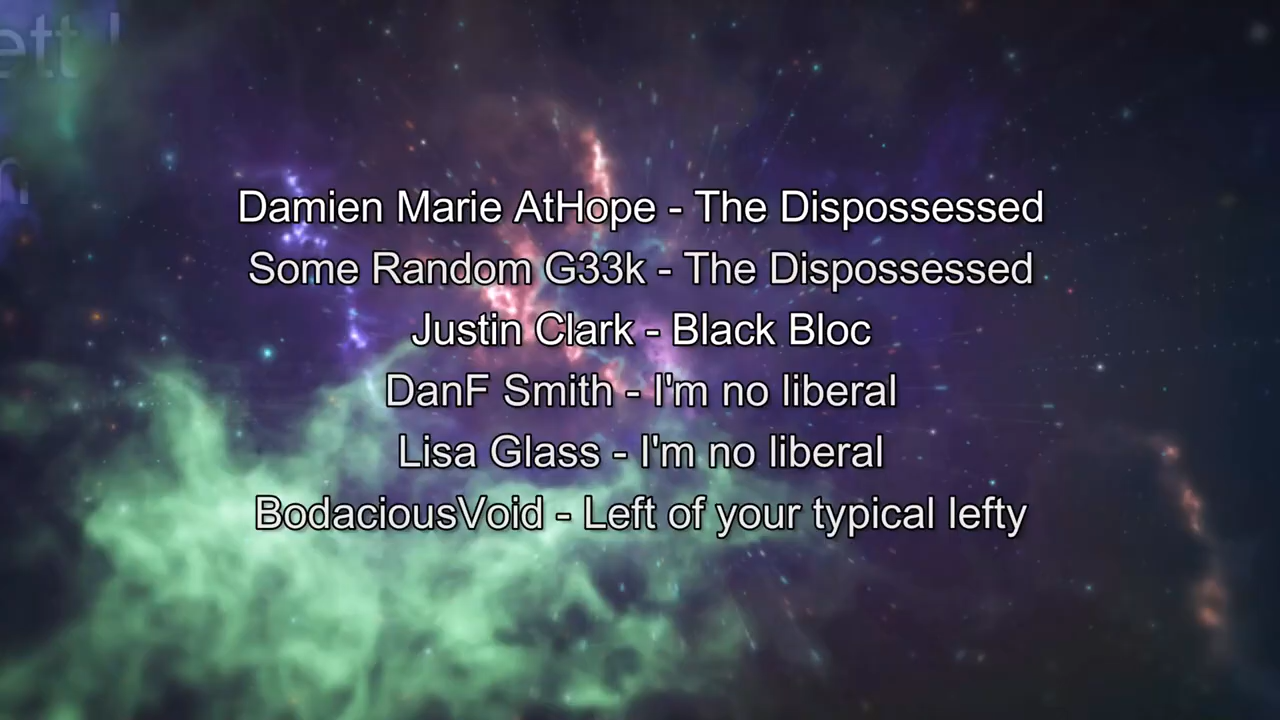 Damien Marie AtHope - The Dispossessed
Some Random G33k - The Dispossessed
Justin Clark - Black Bloc
DanF Smith - I'm no liberal
Lisa Glass - I'm no liberal
BodaciousVoid - Left of your typical lefty